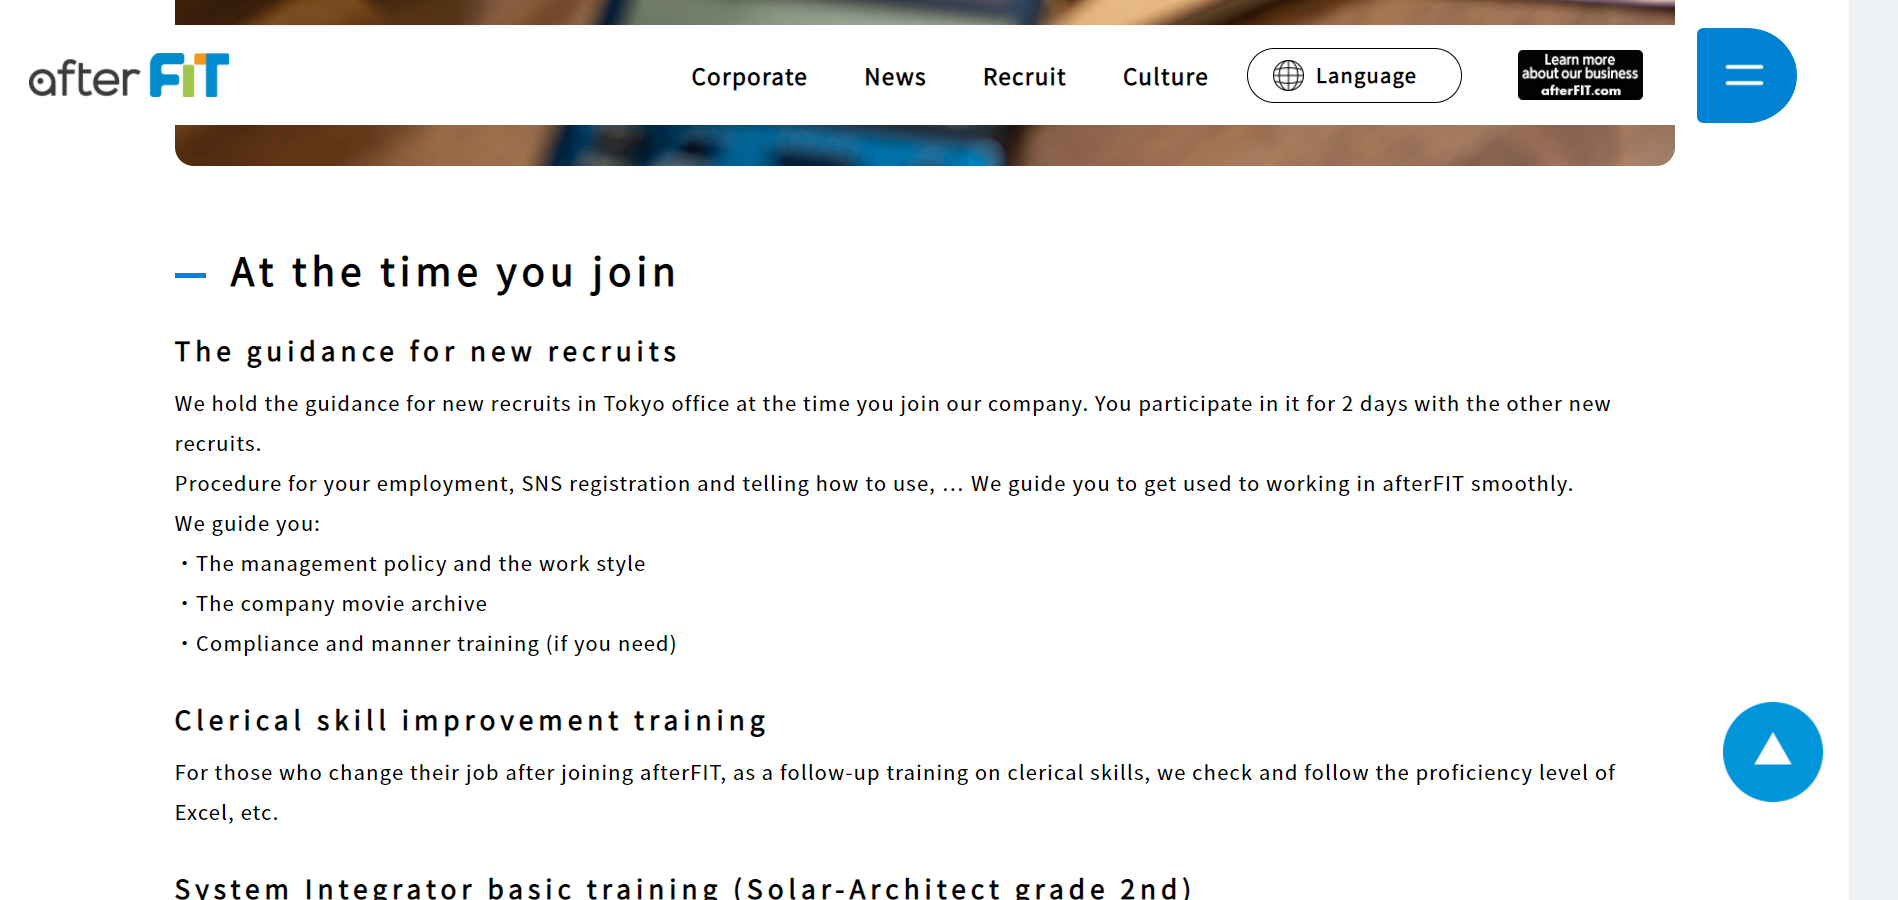 after FiT
Corporate
News
Recruit
Culture
Language
Learn more
about our business
afterFIT.com
At the time you join
The guidance for new recruits
We hold the guidance for new recruits in Tokyo office at the time you join our company. You participate in it for 2 days with the other new
recruits.
Procedure for your employment, SNS registration and telling how to use, … We guide you to get used to working in afterFIT smoothly.
We guide you:
・The management policy and the work style
・The company movie archive
・Compliance and manner training (if you need)
Clerical skill improvement training
For those who change their job after joining afterFIT, as a follow-up training on clerical skills, we check and follow the proficiency level of
Excel, etc.
System Integrator basic training (Solar-Architect grade 2nd)